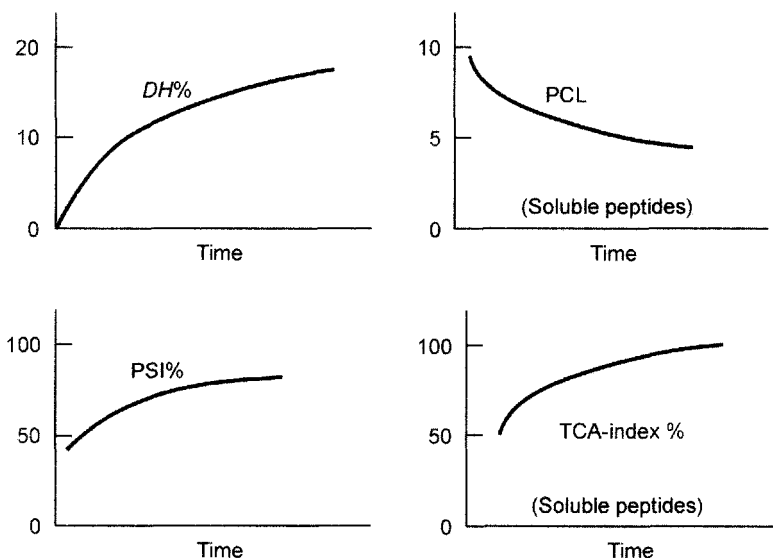 20
DH%
10
0
Time
10
PCL
5
(Soluble peptides)
0
Time
100
PSI%
50
0
Time
100
50
TCA-index %
(Soluble peptides)
0
Time